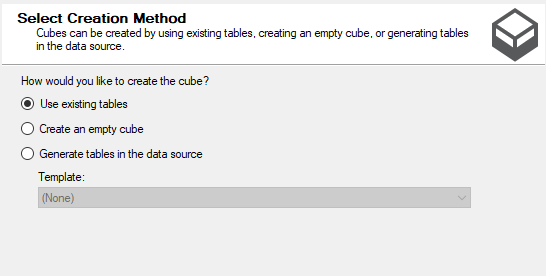 Select Creation Method
Cubes can be created by using existing tables, creating an empty cube, or generating tables
in the data source.
How would you like to create the cube?
Use existing tables
Create an empty cube
Generate tables in the data source
Template:
(None)